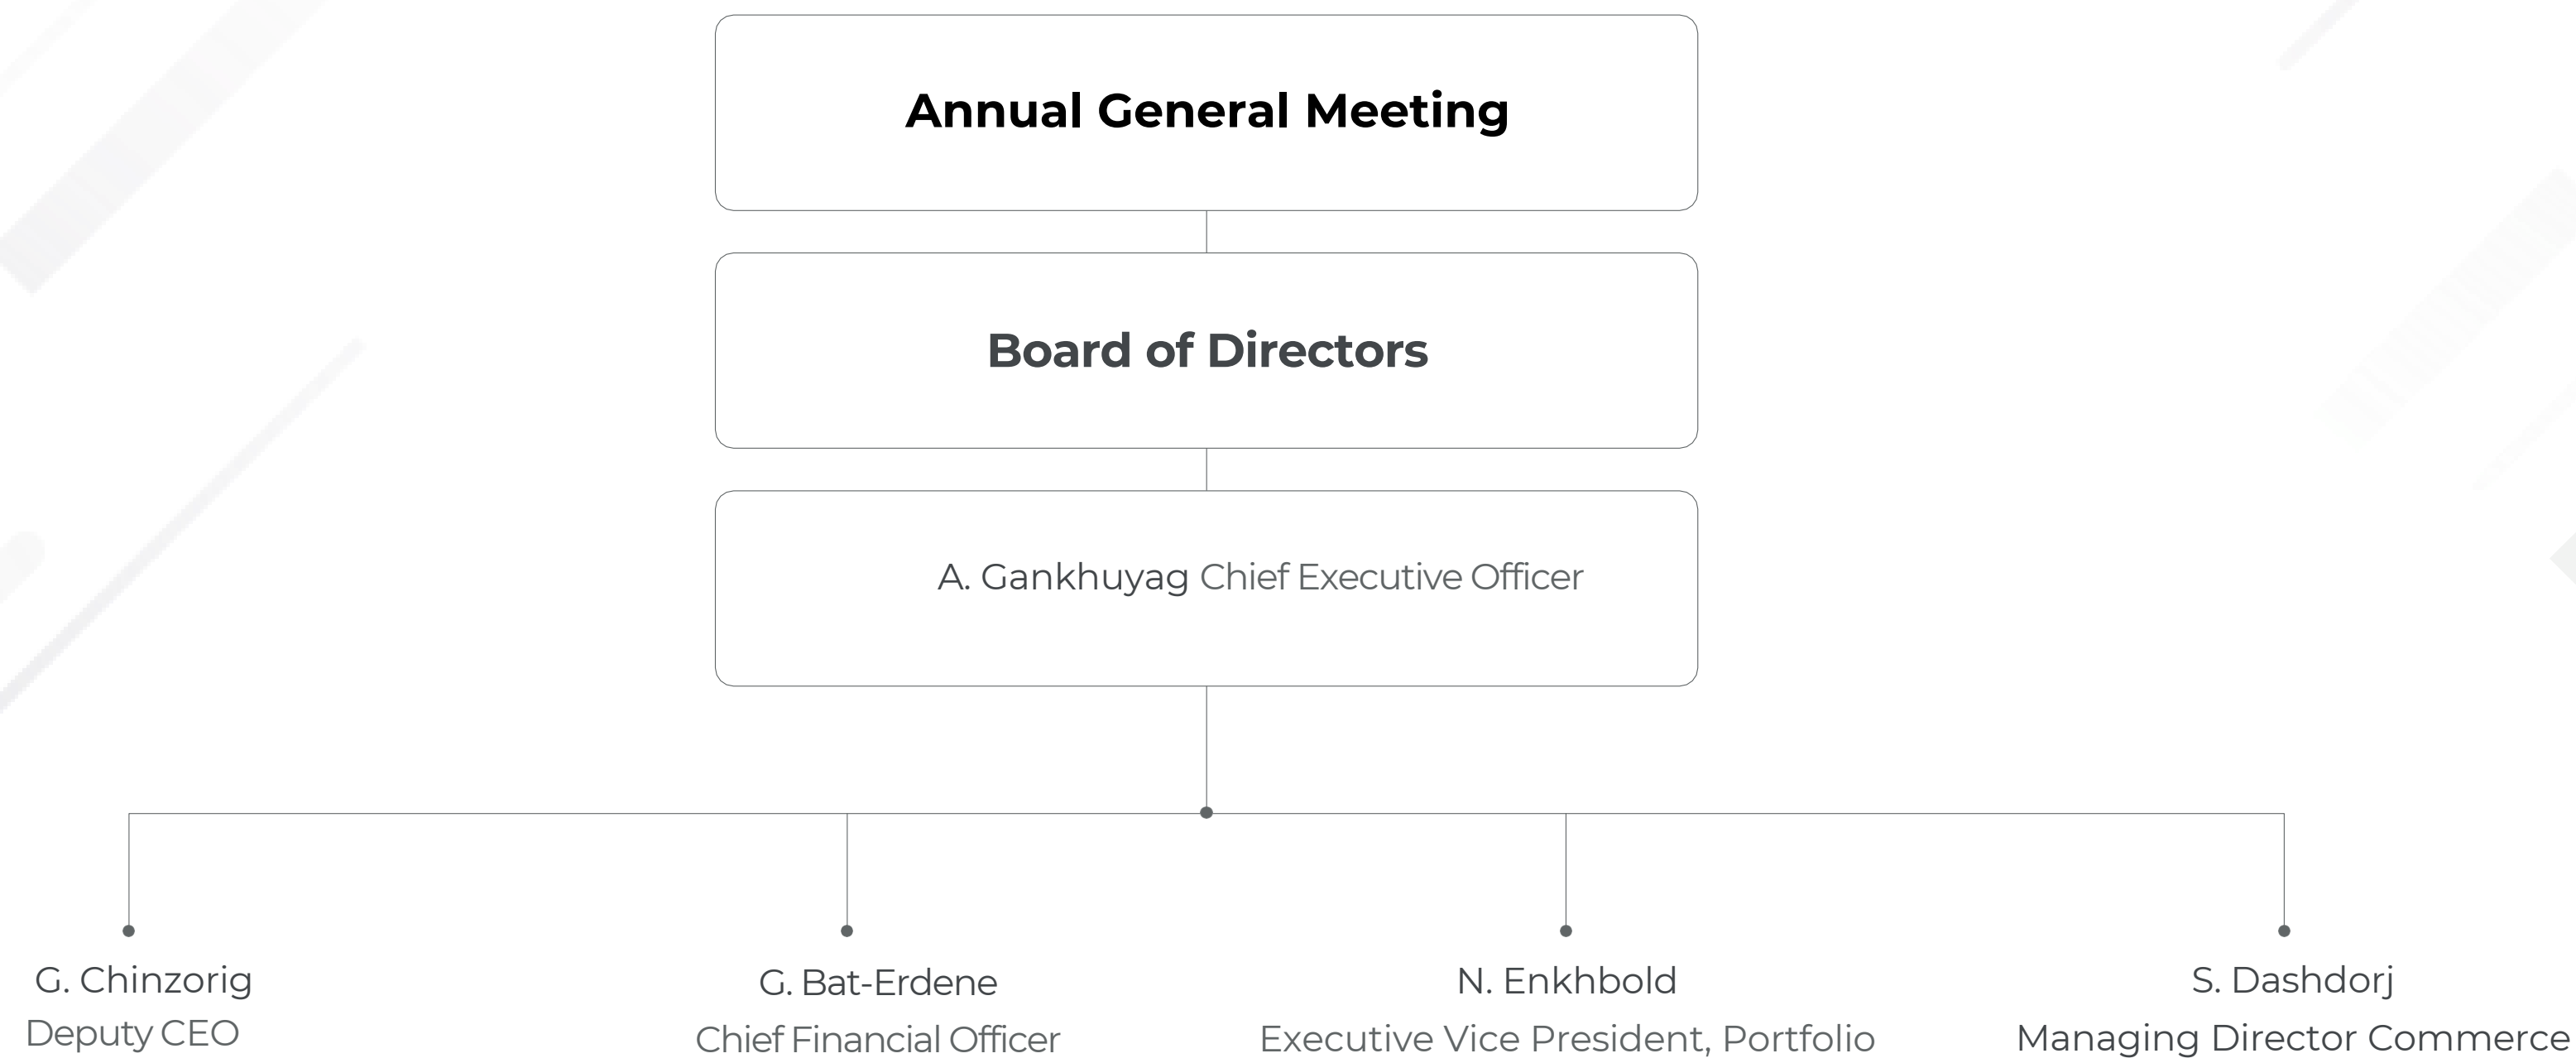 Annual General Meeting
Board of Directors
A. Gankhuyag Chief Executive Officer
G. Chinzorig
Deputy CEO
G. Bat-Erdene
Chief Financial Officer
N. Enkhbold
Executive Vice President, Portfolio
S. Dashdorj
Managing Director Commerce